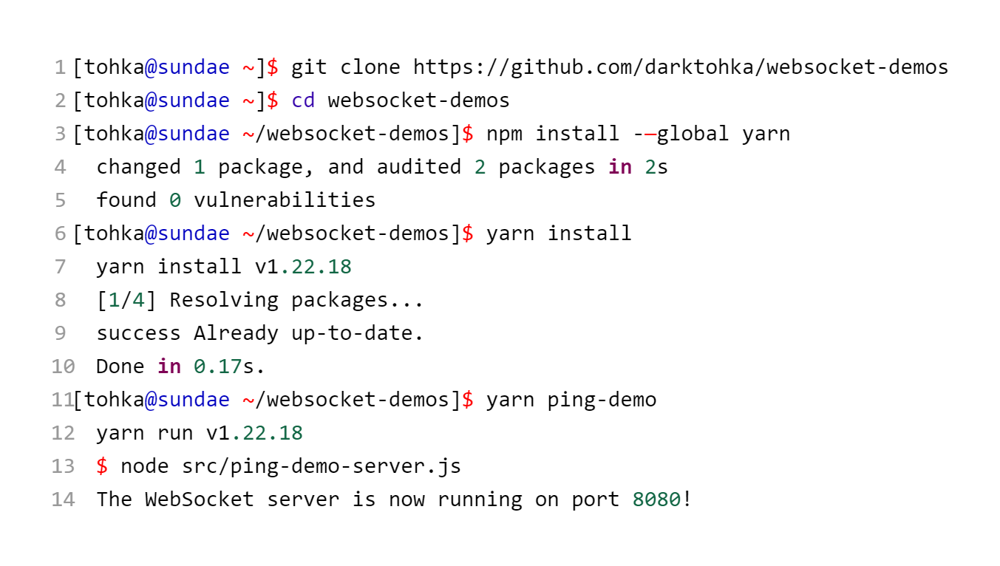 1 [tohka@sundae ~]$ git clone https://github.com/darktohka/websocket-demos
2 [tohka@sundae ~]$ cd websocket-demos
3 [tohka@sundae ~/websocket-demos]$ npm install -—global yarn
4 changed 1 package, and audited 2 packages in 2s
5 found 0 vulnerabilities
6 [tohka@sundae ~/websocket-demos]$ yarn install
7 yarn install v1.22.18
8 [1/4] Resolving packages...
9 success Already up-to-date.
10 Done in 0.17s.
11 [tohka@sundae ~/websocket-demos]$ yarn ping-demo
12 yarn run v1.22.18
13 $ node src/ping-demo-server.js
14 The WebSocket server is now running on port 8080!